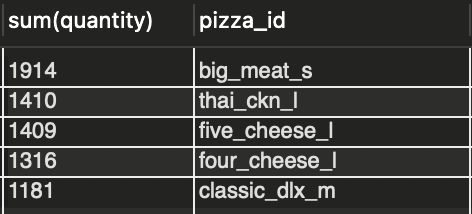 sum(quantity) pizza_id
1914 big_meat_s
1410 thai_ckn_l
1409 five_cheese_l
1316 four_cheese_l
1181 classic_dlx_m